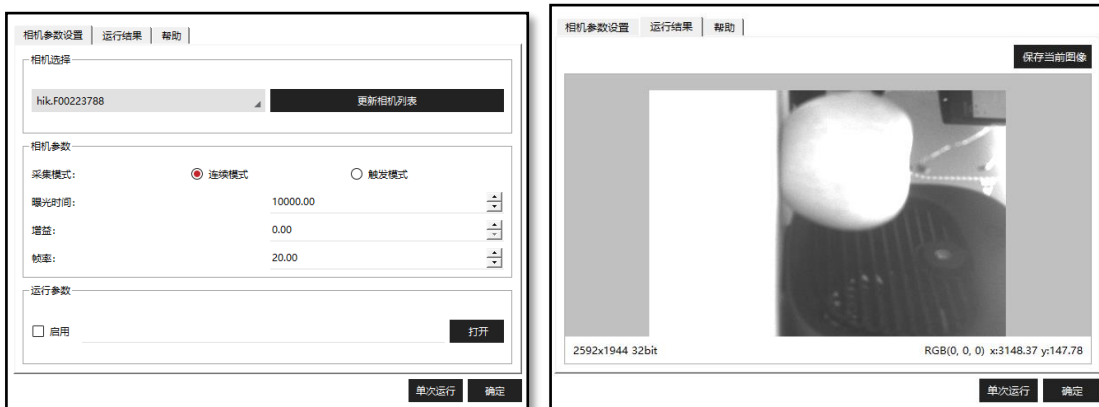 相机参数设置 运行结果 帮助
相机选择
hik.F00223788 更新相机列表
相机参数
采集模式: 连续模式 触发模式
曝光时间: 10000.00
增益: 0.00
帧率: 20.00
运行参数
启用 打开
单次运行 确定
相机参数设置 运行结果 帮助
保存当前图像
2592x1944 32bit RGB(0, 0, 0) x:3148.37 y:147.78
单次运行 确定